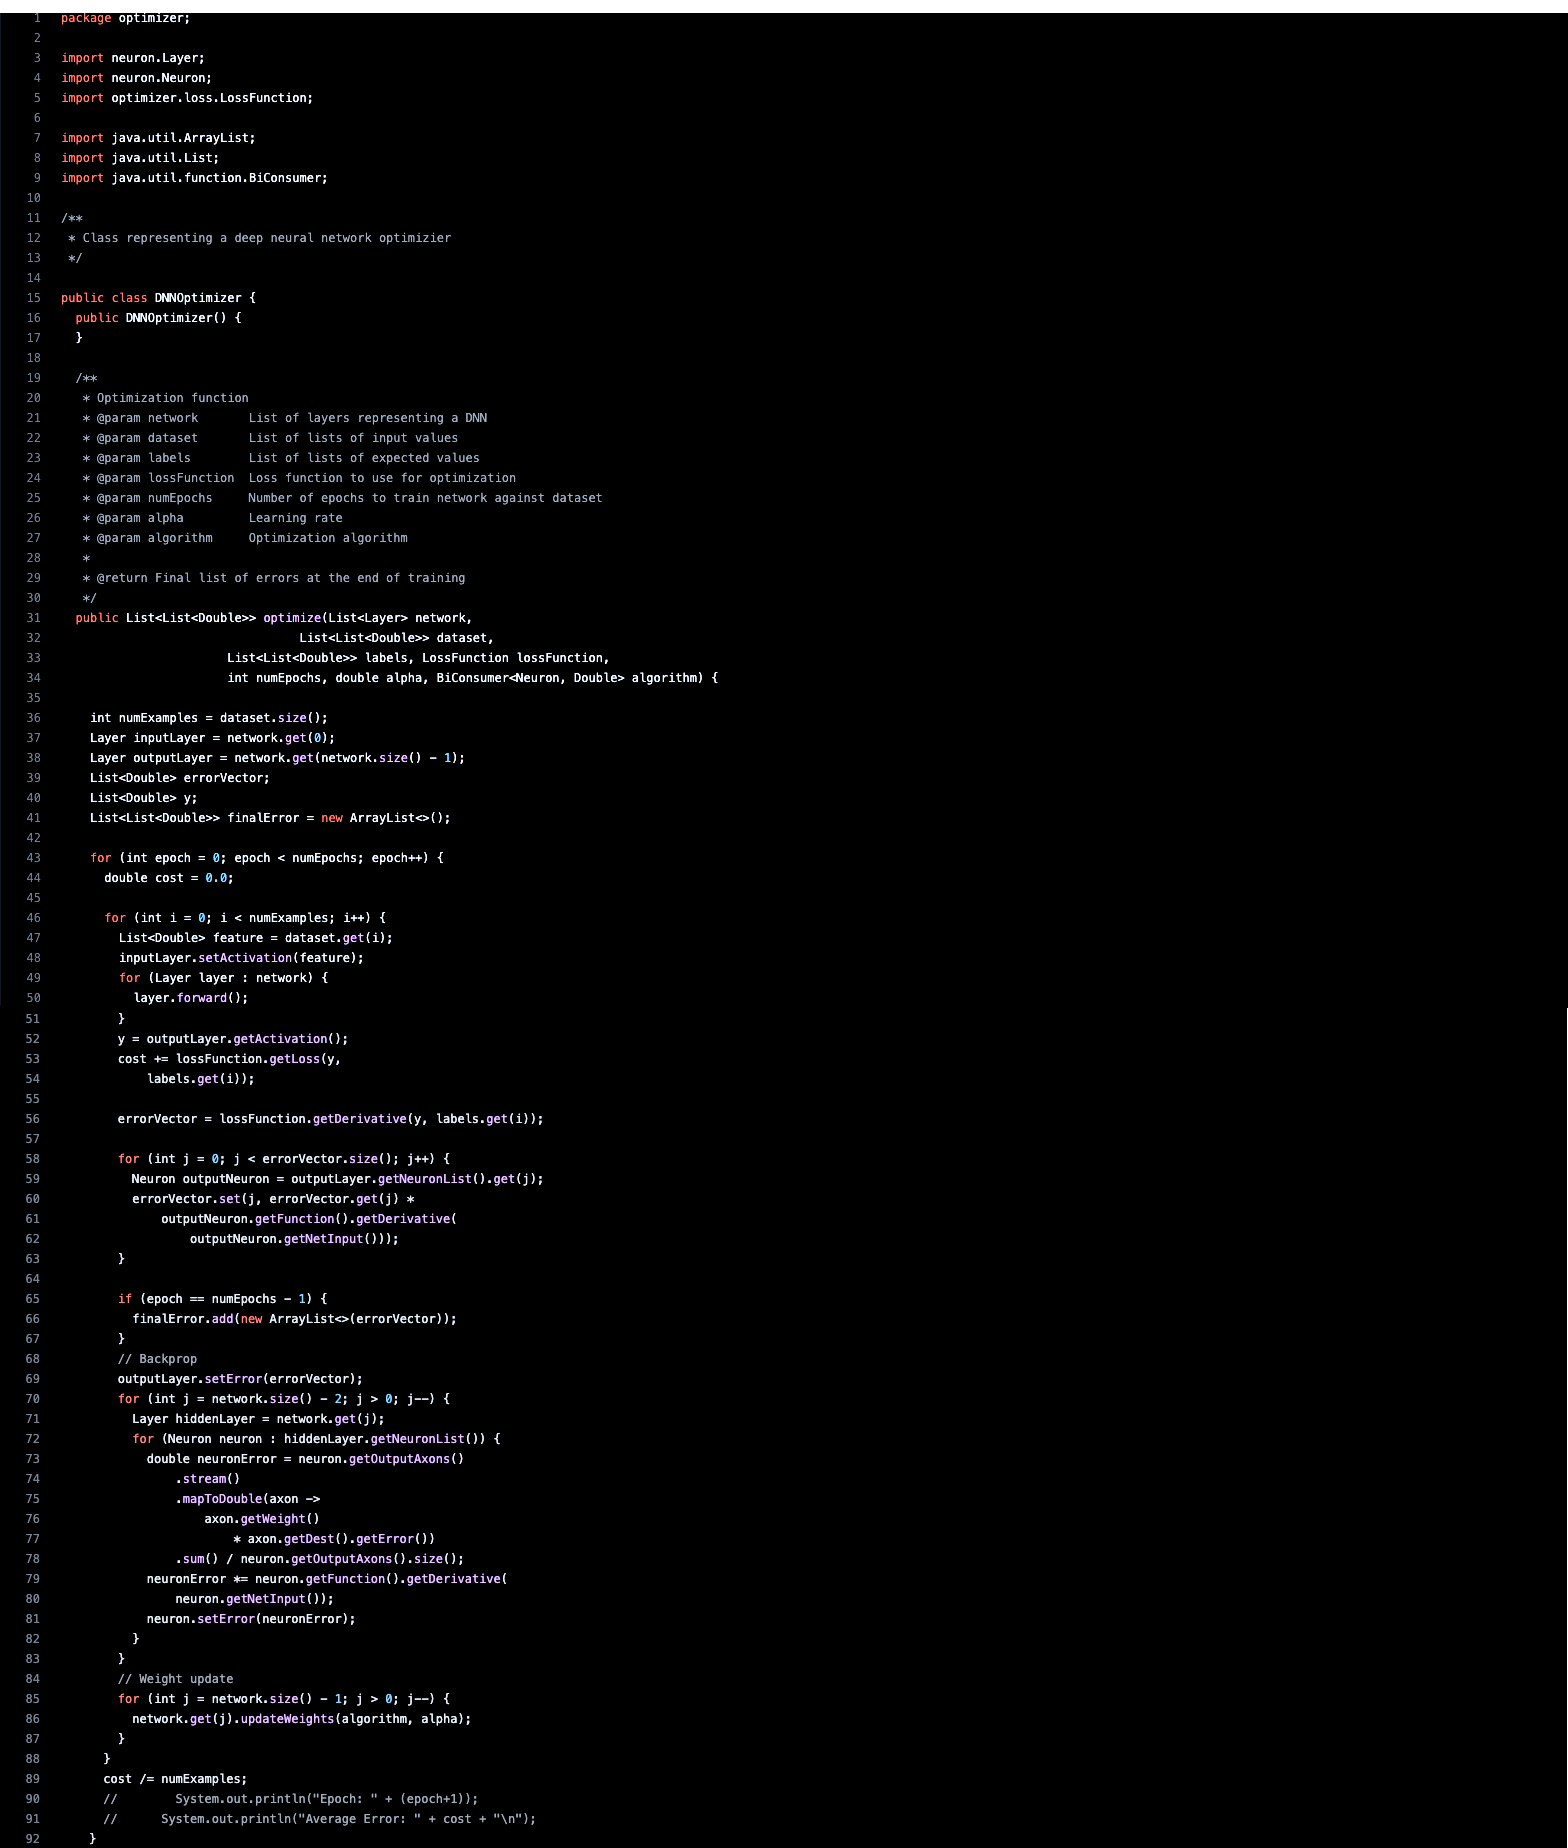 1 package optimizer;
2
3 import neuron.Layer;
4 import neuron.Neuron;
5 import optimizer.loss.LossFunction;
6
7 import java.util.ArrayList;
8 import java.util.List;
9 import java.util.function.BiConsumer;
10
11 /**
12  * Class representing a deep neural network optimizier
13  */
14
15 public class DNNOptimizer {
16   public DNNOptimizer() {
17   }
18
19   /**
20    * Optimization function
21    * @param network       List of layers representing a DNN
22    * @param dataset       List of lists of input values
23    * @param labels        List of lists of expected values
24    * @param lossFunction  Loss function to use for optimization
25    * @param numEpochs     Number of epochs to train network against dataset
26    * @param alpha         Learning rate
27    * @param algorithm     Optimization algorithm
28    *
29    * @return Final list of errors at the end of training
30    */
31   public List<List<Double>> optimize(List<Layer> network,
32                                  List<List<Double>> dataset,
33                        List<List<Double>> labels, LossFunction lossFunction,
34                        int numEpochs, double alpha, BiConsumer<Neuron, Double> algorithm) {
35
36     int numExamples = dataset.size();
37     Layer inputLayer = network.get(0);
38     Layer outputLayer = network.get(network.size() - 1);
39     List<Double> errorVector;
40     List<Double> y;
41     List<List<Double>> finalError = new ArrayList<>();
42
43     for (int epoch = 0; epoch < numEpochs; epoch++) {
44       double cost = 0.0;
45
46       for (int i = 0; i < numExamples; i++) {
47         List<Double> feature = dataset.get(i);
48         inputLayer.setActivation(feature);
49         for (Layer layer : network) {
50           layer.forward();
51         }
52         y = outputLayer.getActivation();
53         cost += lossFunction.getLoss(y,
54             labels.get(i));
55
56         errorVector = lossFunction.getDerivative(y, labels.get(i));
57
58         for (int j = 0; j < errorVector.size(); j++) {
59           Neuron outputNeuron = outputLayer.getNeuronList().get(j);
60           errorVector.set(j, errorVector.get(j) *
61               outputNeuron.getFunction().getDerivative(
62                   outputNeuron.getNetInput()));
63         }
64
65         if (epoch == numEpochs - 1) {
66           finalError.add(new ArrayList<>(errorVector));
67         }
68         // Backprop
69         outputLayer.setError(errorVector);
70         for (int j = network.size() - 2; j > 0; j--) {
71           Layer hiddenLayer = network.get(j);
72           for (Neuron neuron : hiddenLayer.getNeuronList()) {
73             double neuronError = neuron.getOutputAxons()
74                 .stream()
75                 .mapToDouble(axon ->
76                     axon.getWeight()
77                         * axon.getDest().getError())
78                 .sum() / neuron.getOutputAxons().size();
79             neuronError *= neuron.getFunction().getDerivative(
80                 neuron.getNetInput());
81             neuron.setError(neuronError);
82           }
83         }
84         // Weight update
85         for (int j = network.size() - 1; j > 0; j--) {
86           network.get(j).updateWeights(algorithm, alpha);
87         }
88       }
89       cost /= numExamples;
90       //        System.out.println("Epoch: " + (epoch+1));
91       //      System.out.println("Average Error: " + cost + "\n");
92     }